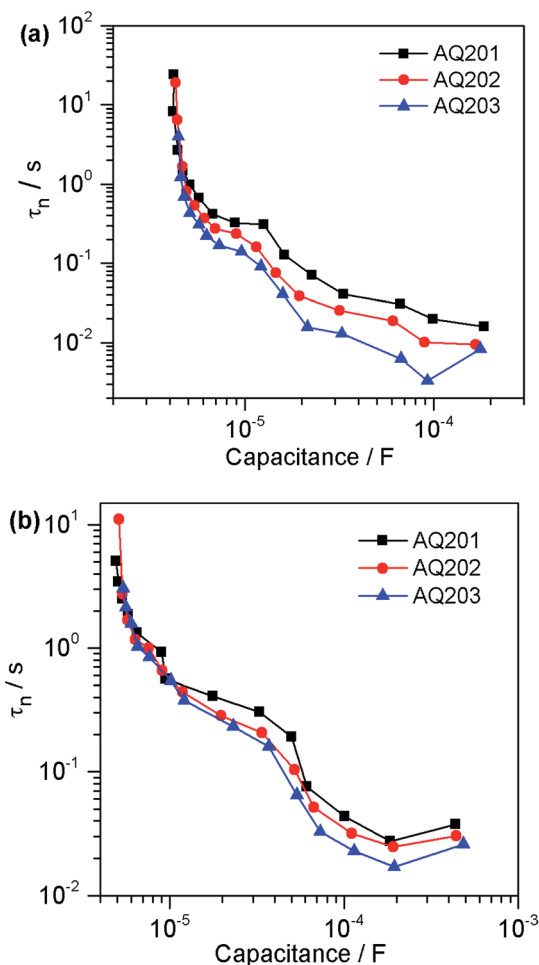 (a)
10²
10¹
10⁰
10⁻¹
10⁻²
τₙ / s
AQ201
AQ202
AQ203
10⁻⁵
10⁻⁴
Capacitance / F
(b)
10¹
10⁰
10⁻¹
10⁻²
τₙ / s
AQ201
AQ202
AQ203
10⁻⁵
10⁻⁴
10⁻³
Capacitance / F